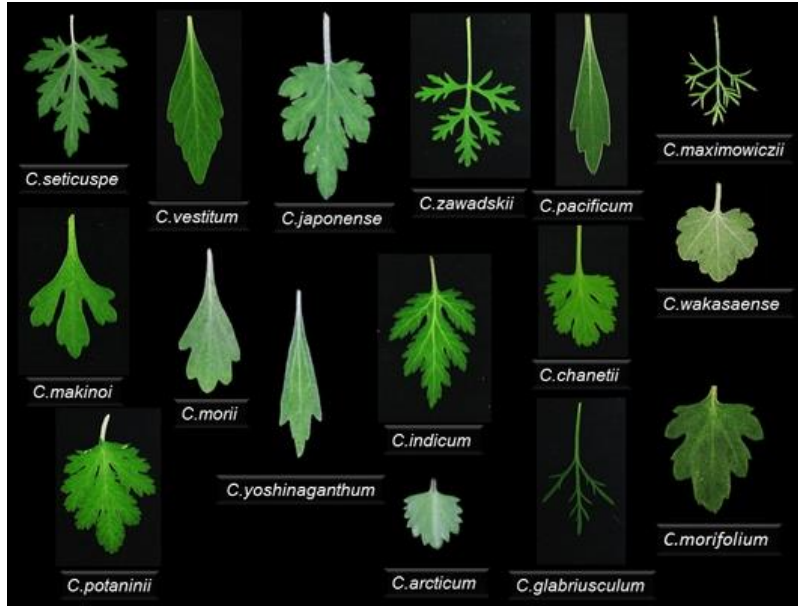 C.seticuspe
C.vestitum
C.japonense
C.zawadskii
C.pacificum
C.maximowiczii
C.makinoi
C.morii
C.yoshinaganthum
C.indicum
C.chanetii
C.wakasaense
C.potaninii
C.arcticum
C.glabriusculum
C.morifolium